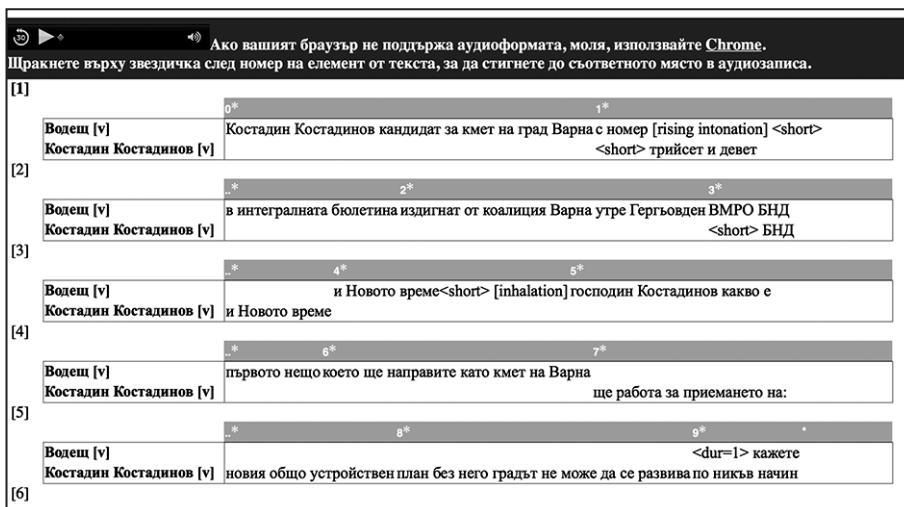 30
Ако вашият браузър не поддържа аудиоформата, моля, използвайте Chrome.
Щракнете върху звездичка след номер на елемент от текста, за да стигнете до съответното място в аудиозаписа.
[1]
0* 1*
Водещ [v] Костадин Костадинов кандидат за кмет на град Варна с номер [rising intonation] <short>
Костадин Костадинов [v] <short> трийсет и девет
[2]
..* 2* 3*
Водещ [v] в интегралната бюлетина издигнат от коалиция Варна утре Гергьовден ВМРО БНД
Костадин Костадинов [v] <short> БНД
[3]
..* 4* 5*
Водещ [v] и Новото време<short> [inhalation] господин Костадинов какво е
Костадин Костадинов [v] и Новото време
[4]
..* 6* 7*
Водещ [v] първото нещо което ще направите като кмет на Варна
Костадин Костадинов [v] ще работа за приемането на:
[5]
..* 8* 9* *
Водещ [v] <dur=1> кажете
Костадин Костадинов [v] новия общо устройствен план без него градът не може да се развива по никъв начин
[6]